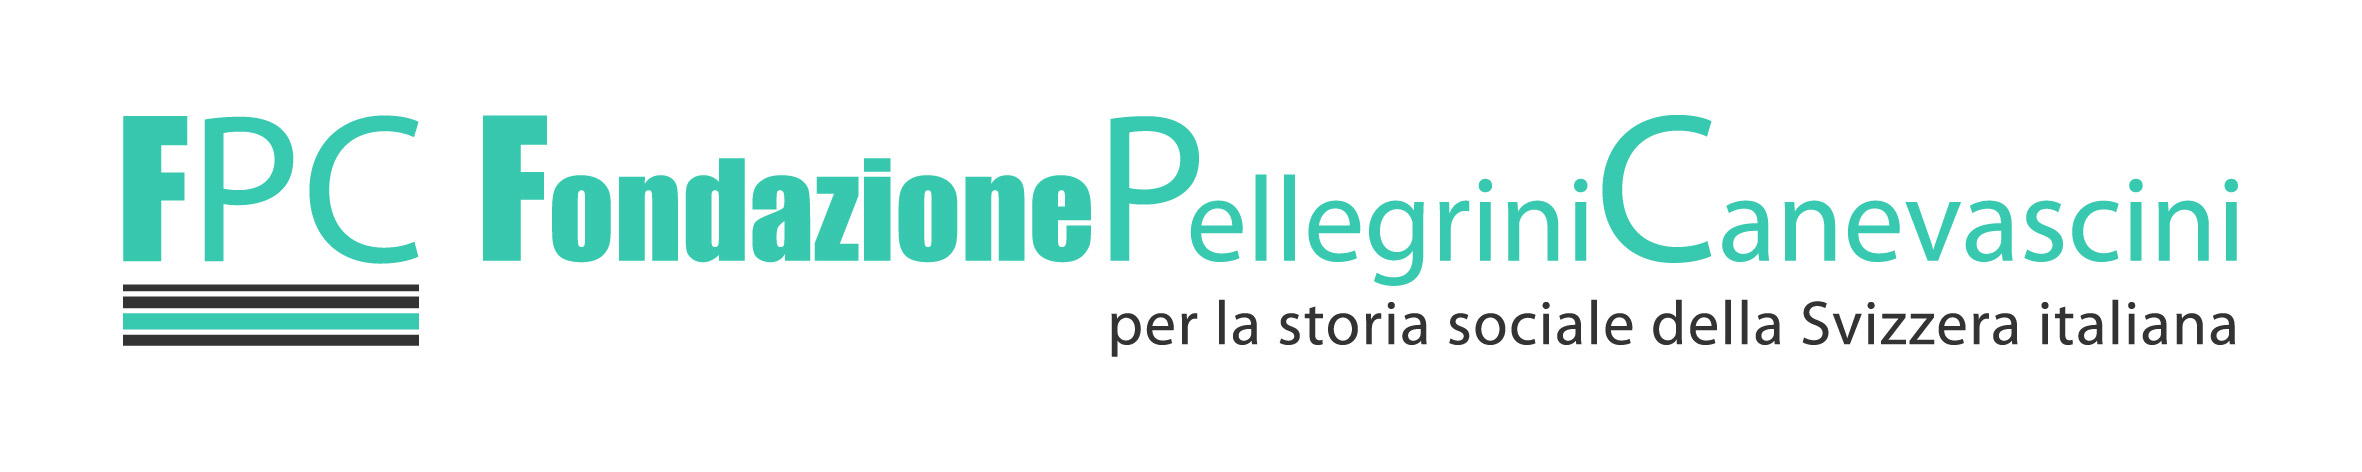 FPC FondazionePellegriniCanevascini
per la storia sociale della Svizzera italiana